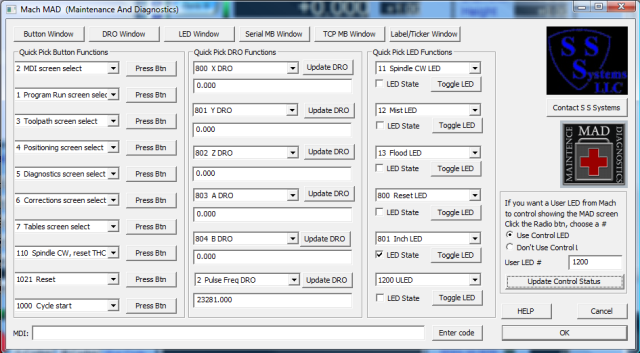 Mach MAD (Maintenance And Diagnostics)
Button Window
DRO Window
LED Window
Serial MB Window
TCP MB Window
Label/Ticker Window
Quick Pick Button Functions
2 MDI screen select
Press Btn
1 Program Run screen selec
Press Btn
3 Toolpath screen select
Press Btn
4 Positioning screen select
Press Btn
5 Diagnostics screen select
Press Btn
6 Corrections screen select
Press Btn
7 Tables screen select
Press Btn
110 Spindle CW, reset THC
Press Btn
1021 Reset
Press Btn
1000 Cycle start
Press Btn
Quick Pick DRO Functions
800 X DRO
Update DRO
0.000
801 Y DRO
Update DRO
0.000
802 Z DRO
Update DRO
0.000
803 A DRO
Update DRO
0.000
804 B DRO
Update DRO
0.000
2 Pulse Freq DRO
Update DRO
23281.000
Quick Pick LED Functions
11 Spindle CW LED
LED State
Toggle LED
12 Mist LED
LED State
Toggle LED
13 Flood LED
LED State
Toggle LED
800 Reset LED
LED State
Toggle LED
801 Inch LED
LED State
Toggle LED
1200 ULED
LED State
Toggle LED
S S
S
Systems
LLC
Contact S S Systems
MAINTENCE
MAD
DIAGNOSTICS
If you want a User LED from Mach
to control showing the MAD screen
Click the Radio btn, choose a #
Use Control LED
Don't Use Control l
User LED #
1200
Update Control Status
HELP
Cancel
MDI:
Enter code
OK